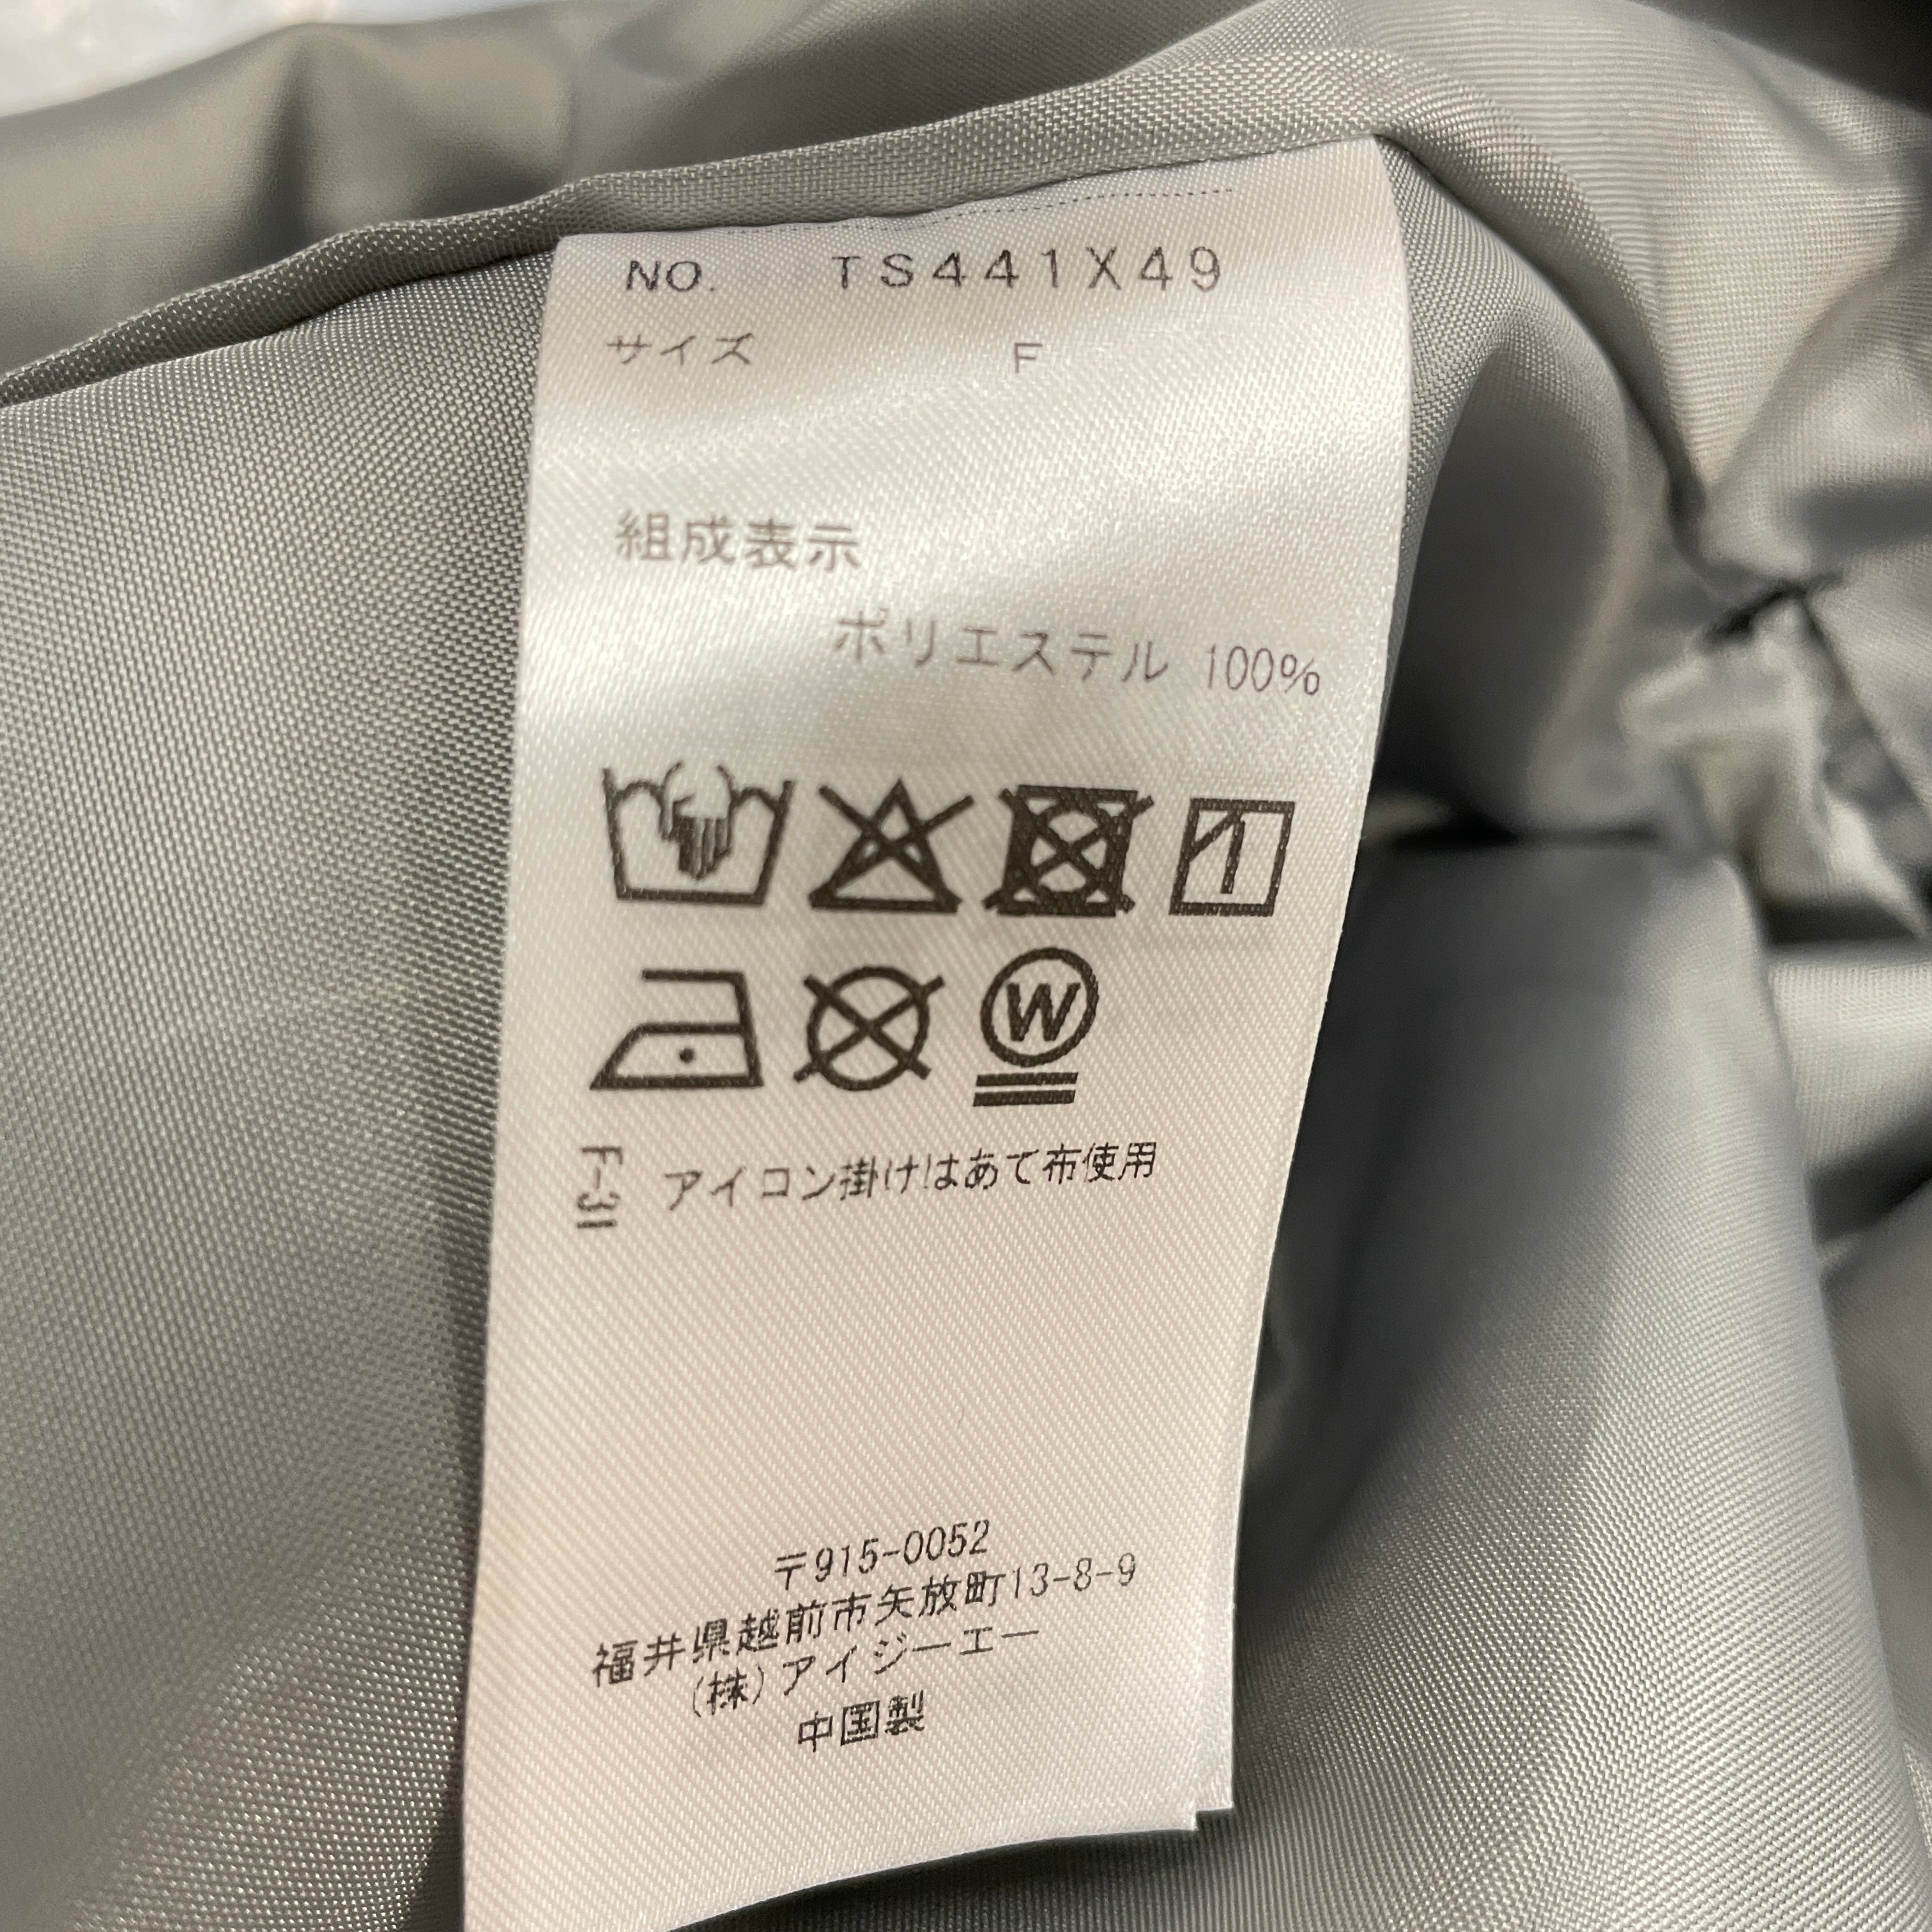 NO. TS441X49
サイズ F
組成表示
ポリエステル 100%
W
F-31 アイコン掛けはあて布使用
〒915-0052
福井県越前市矢放町13-8-9
(株)アイジーエー
中国製